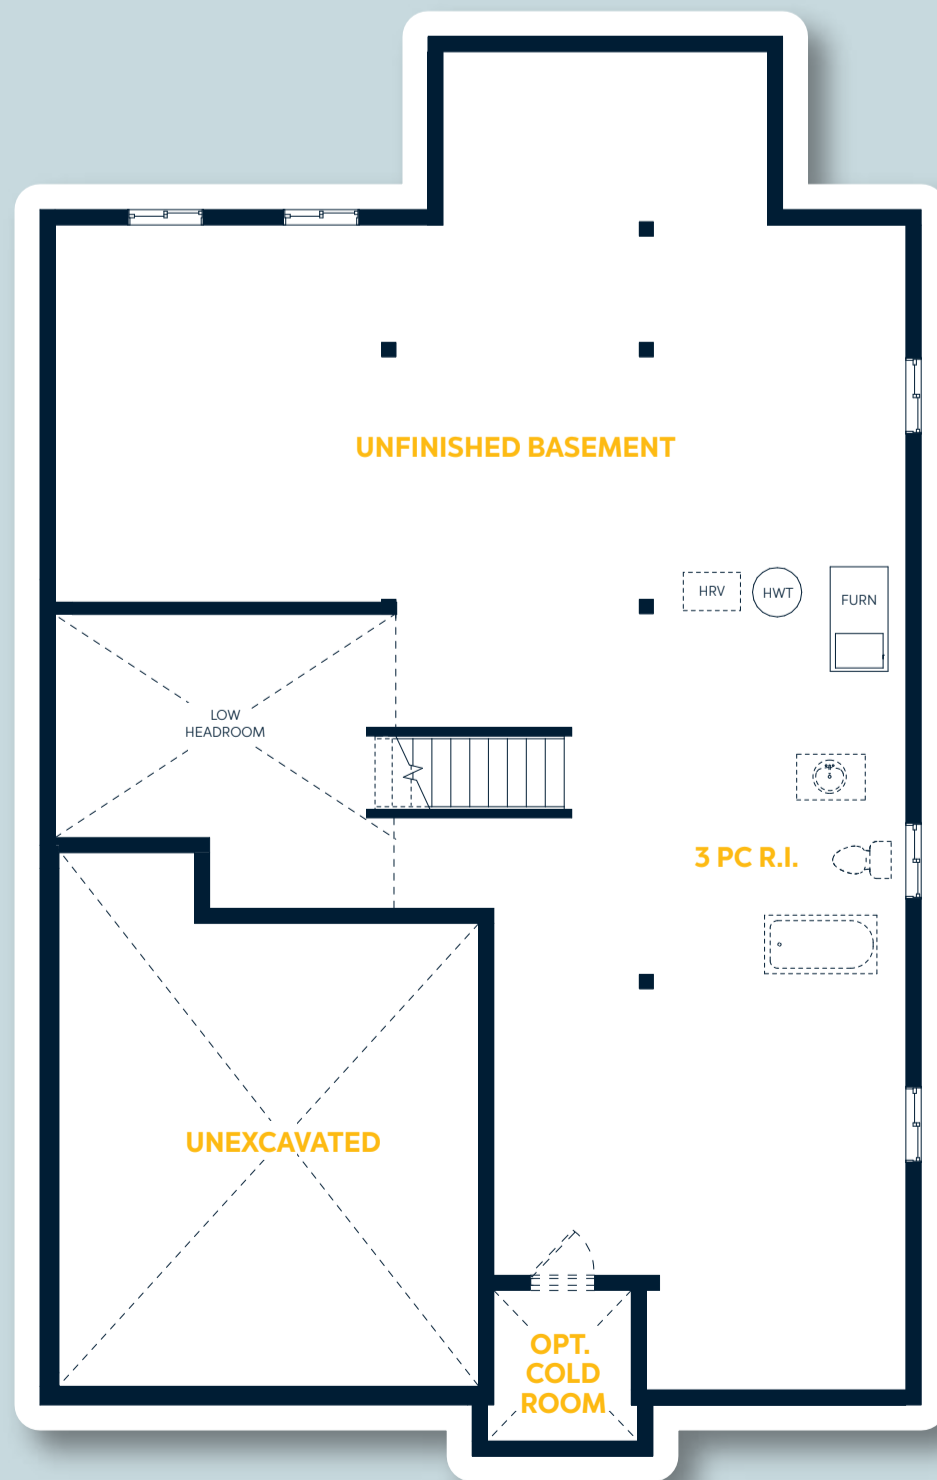 UNFINISHED BASEMENT
HRV
HWT
FURN
LOW
HEADROOM
3 PC R.I.
UNEXCAVATED
OPT.
COLD
ROOM